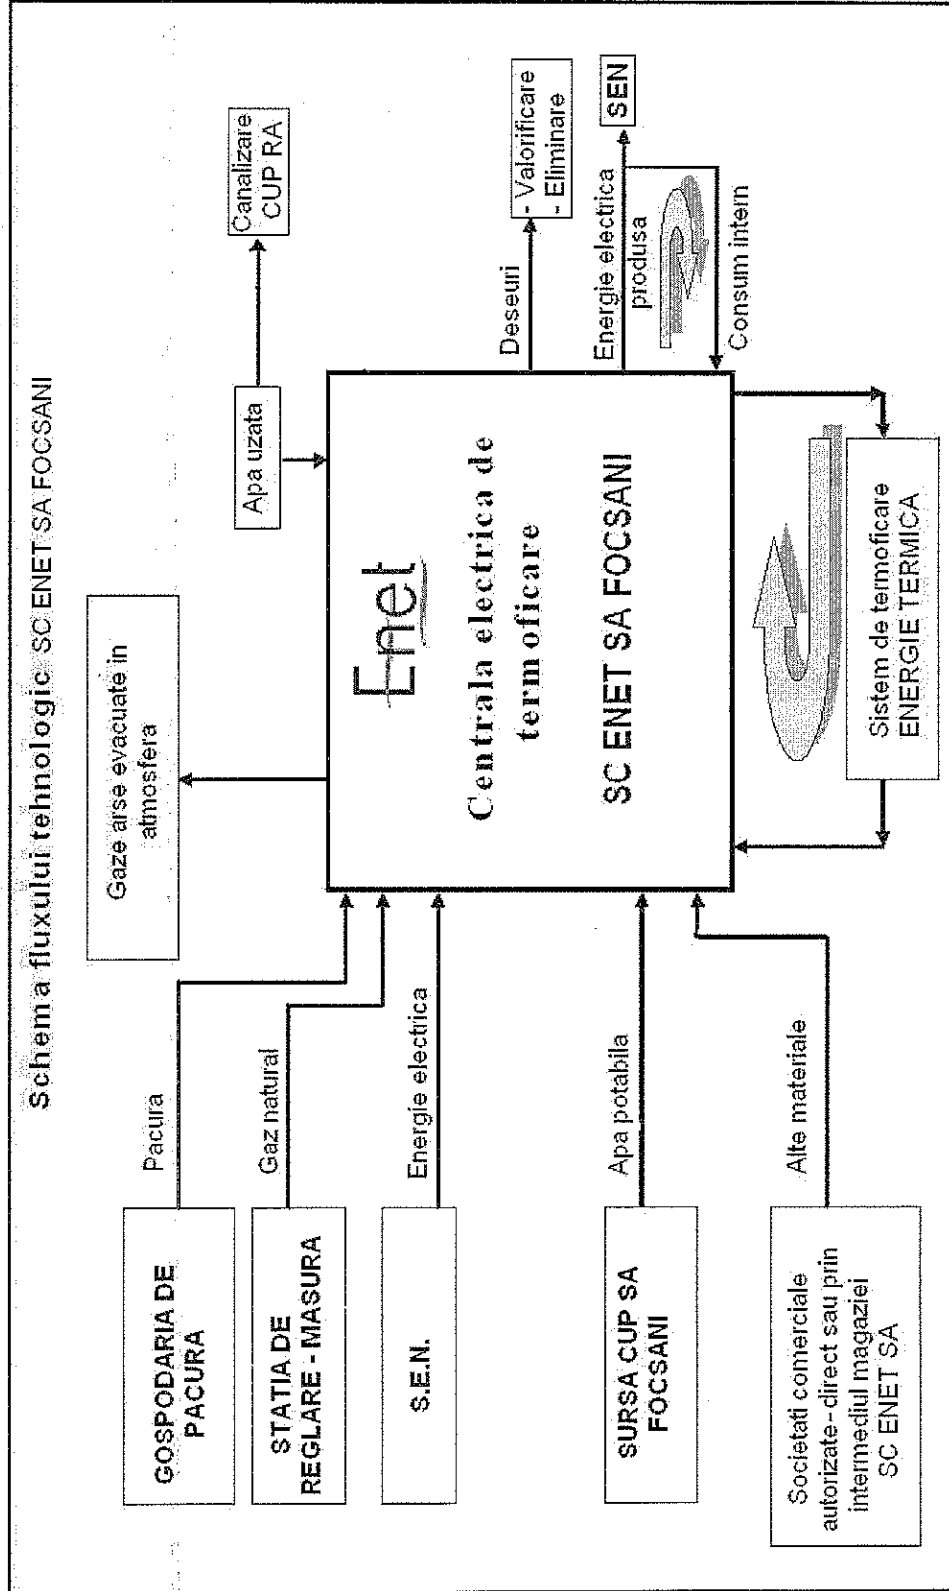 Schema fluxului tehnologic SC ENET SA FOCSANI
Gaze arse evacuate in
atmosfera
Apa uzata
Canalizare
CUP RA
GOSPODARIA DE
PACURA
Pacura
STATIA DE
REGLARE - MASURA
Gaz natural
S.E.N.
Energie electrica
SURSA CUP SA
FOCSANI
Apa potabila
Societati comerciale
autorizate-direct sau prin
intermediul magaziei
SC ENET SA
Alte materiale
Enet
Centrala electrica de
termoficare
SC ENET SA FOCSANI
Deseuri
- Valorificare
- Eliminare
Energie electrica
produsa
SEN
Consum intern
Sistem de termoficare
ENERGIE TERMICA